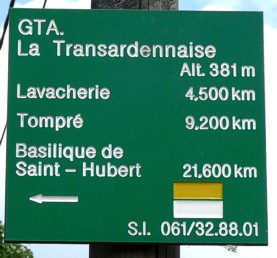 GTA.
La Transardennaise
Alt. 381 m
Lavacherie 4,500 km
Tompré 9,200 km
Basilique de
Saint – Hubert 21,600 km
S.I. 061/32.88.01